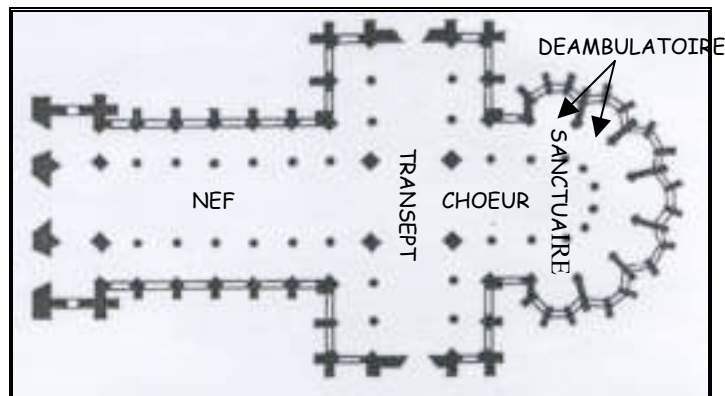 DEAMBULATOIRE
NEF
TRANSEPT
CHOEUR
SANCTUAIRE